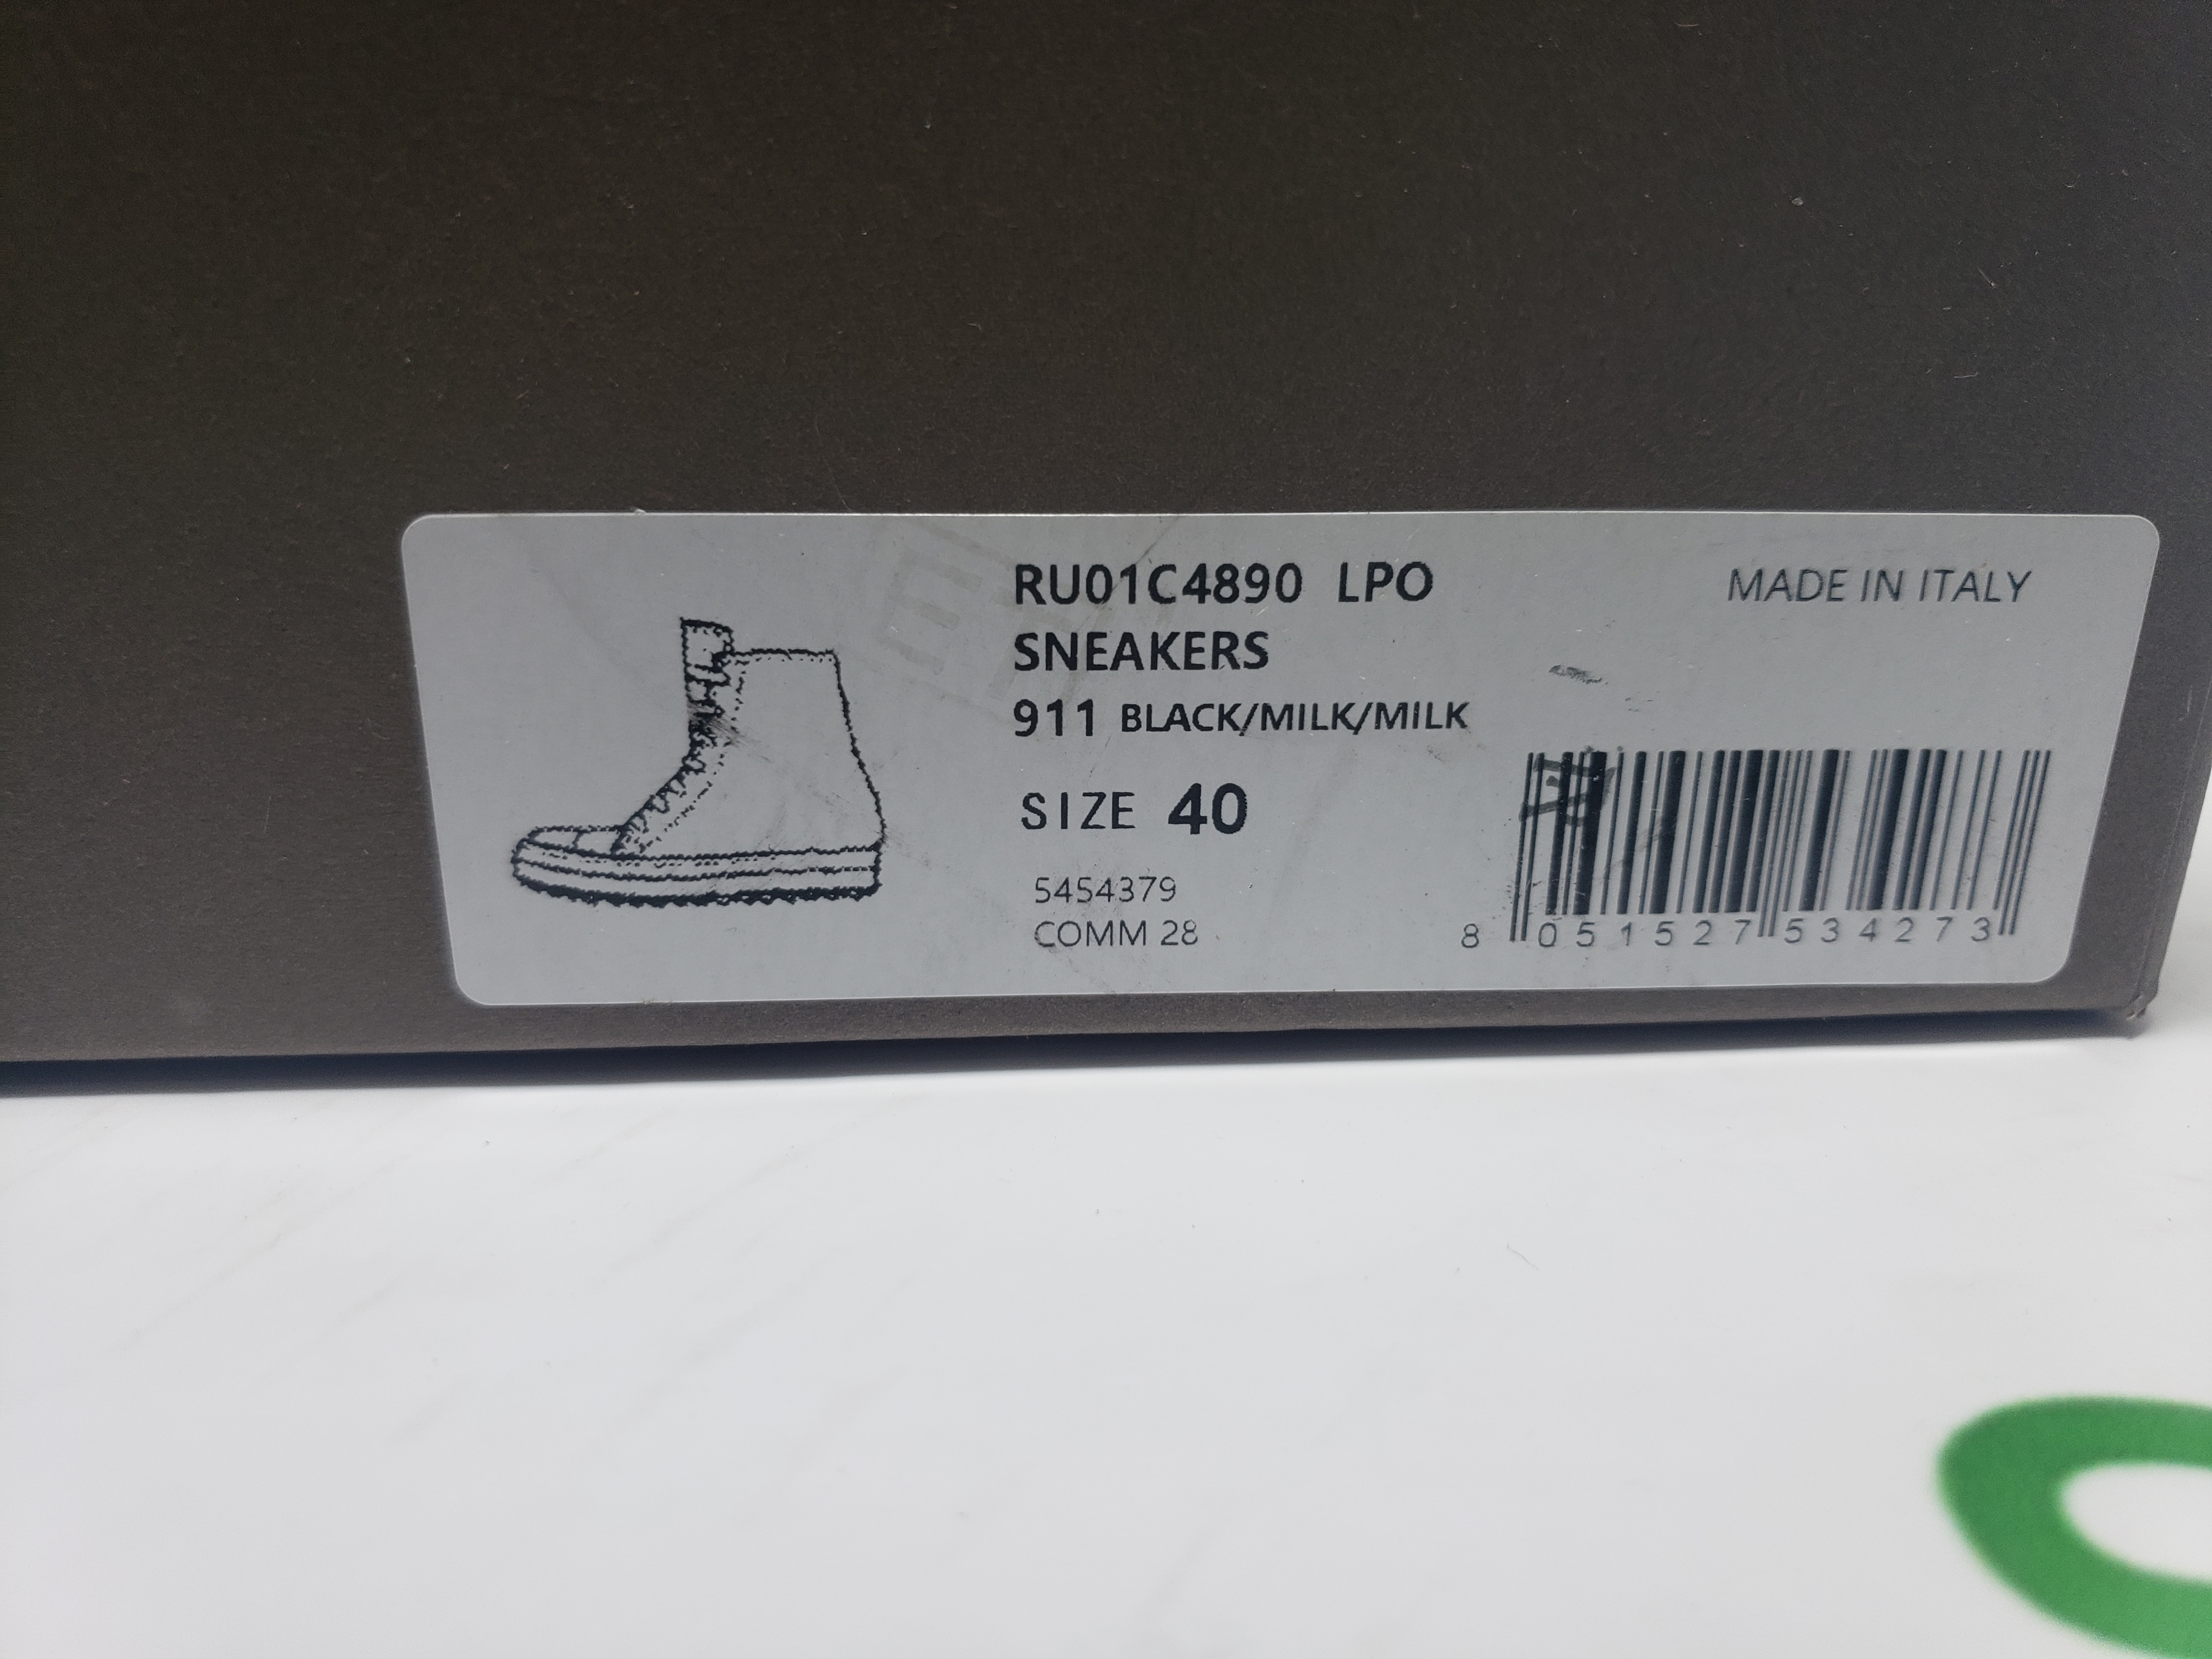 RU01C4890 LPO
SNEAKERS
911 BLACK/MILK/MILK
SIZE 40
5454379
COMM 28
MADE IN ITALY
8 051527 534273